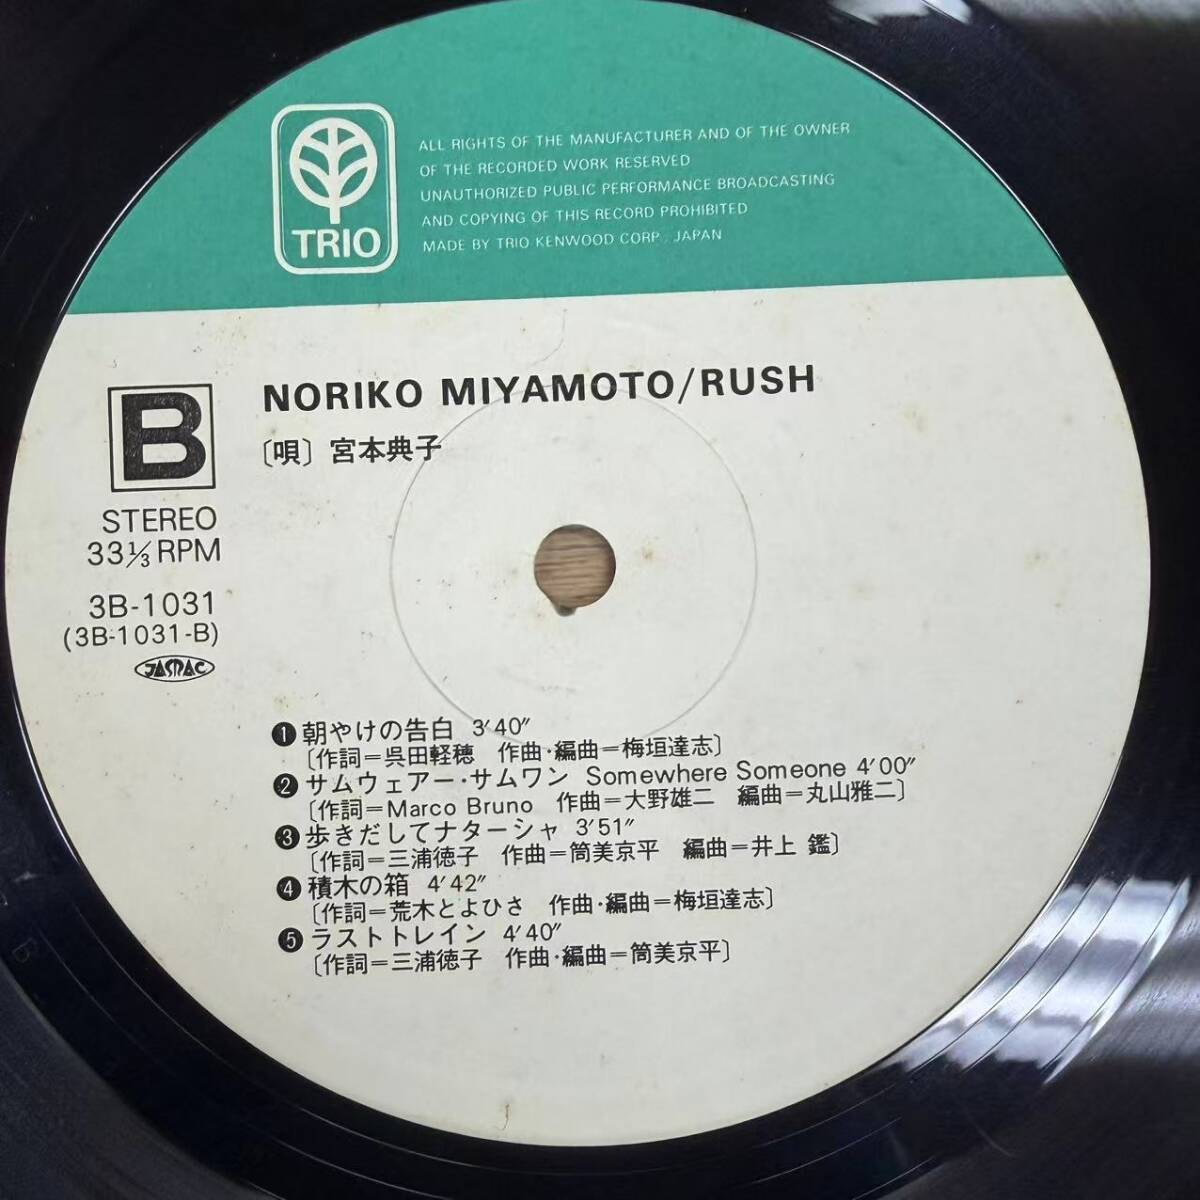 TRIO
ALL RIGHTS OF THE MANUFACTURER AND OF THE OWNER
OF THE RECORDED WORK RESERVED
UNAUTHORIZED PUBLIC PERFORMANCE BROADCASTING
AND COPYING OF THIS RECORD PROHIBITED
MADE BY TRIO KENWOOD CORP., JAPAN
NORIKO MIYAMOTO/RUSH
〔唄〕 宮本典子
B
STEREO
33⅓ RPM
3B-1031
(3B-1031-B)
JASRAC
❶ 朝やけの告白 3′40″
〔作詞=呉田軽穂 作曲・編曲=梅垣達志〕
❷ サムウェアー・サムワン Somewhere Someone 4′00″
〔作詞=Marco Bruno 作曲=大野雄二 編曲=丸山雅二〕
❸ 歩きだしてナターシャ 3′51″
〔作詞=三浦徳子 作曲=筒美京平 編曲=井上 鑑〕
❹ 積木の箱 4′42″
〔作詞=荒木とよひさ 作曲・編曲=梅垣達志〕
❺ ラストトレイン 4′40″
〔作詞=三浦徳子 作曲・編曲=筒美京平〕